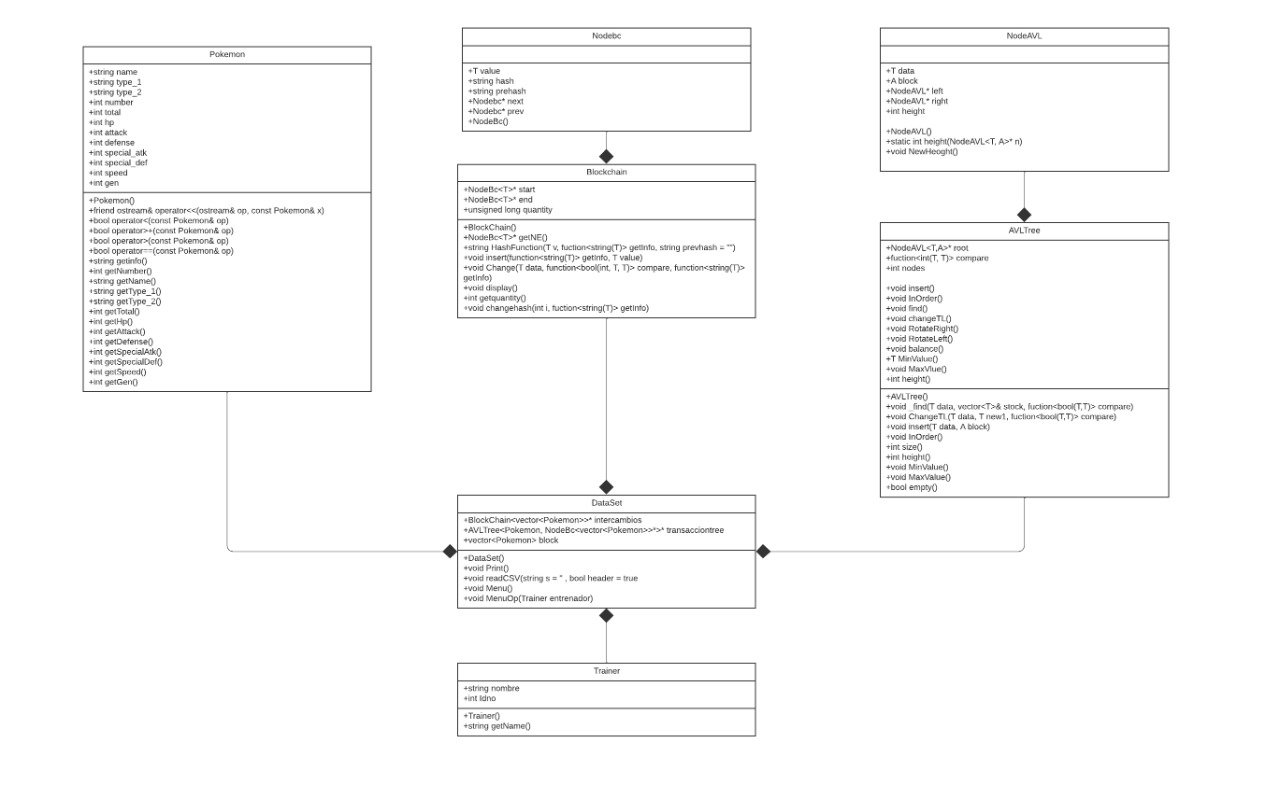 Pokemon
+string name
+string type_1
+string type_2
+int number
+int total
+int hp
+int attack
+int defense
+int special_atk
+int special_def
+int speed
+int gen
+Pokemon()
+friend ostream& operator<<(ostream& op, const Pokemon& x)
+bool operator<(const Pokemon& op)
+bool operator>+(const Pokemon& op)
+bool operator>(const Pokemon& op)
+bool operator==(const Pokemon& op)
+string getinfo()
+int getNumber()
+string getName()
+string getType_1()
+string getType_2()
+int getTotal()
+int getHp()
+int getAttack()
+int getDefense()
+int getSpecialAtk()
+int getSpecialDef()
+int getSpeed()
+int getGen()
Nodebc
+T value
+string hash
+string prehash
+Nodebc* next
+Nodebc* prev
+NodeBc()
Blockchain
+NodeBc<T>* start
+NodeBc<T>* end
+unsigned long quantity
+BlockChain()
+NodeBc<T>* getNE()
+string HashFunction(T v, fuction<string(T)> getInfo, string prevhash = "")
+void insert(function<string(T)> getInfo, T value)
+void Change(T data, function<bool(int, T, T)> compare, function<string(T)>
getInfo)
+void display()
+int getquantity()
+void changehash(int i, fuction<string(T)> getInfo)
NodeAVL
+T data
+A block
+NodeAVL* left
+NodeAVL* right
+int height
+NodeAVL()
+static int height(NodeAVL<T, A>* n)
+void NewHeoght()
AVLTree
+NodeAVL<T,A>* root
+fuction<int(T, T)> compare
+int nodes
+void insert()
+void InOrder()
+void find()
+void changeTL()
+void RotateRight()
+void RotateLeft()
+void balance()
+T MinValue()
+void MaxVlue()
+int height()
+AVLTree()
+void _find(T data, vector<T>& stock, fuction<bool(T,T)> compare)
+void ChangeTL(T data, T new1, fuction<bool(T,T)> compare)
+void insert(T data, A block)
+void InOrder()
+int size()
+int height()
+void MinValue()
+void MaxValue()
+bool empty()
DataSet
+BlockChain<vector<Pokemon>>* intercambios
+AVLTree<Pokemon, NodeBc<vector<Pokemon>>*>* transacciontree
+vector<Pokemon> block
+DataSet()
+void Print()
+void readCSV(string s = '' , bool header = true
+void Menu()
+void MenuOp(Trainer entrenador)
Trainer
+string nombre
+int Idno
+Trainer()
+string getName()